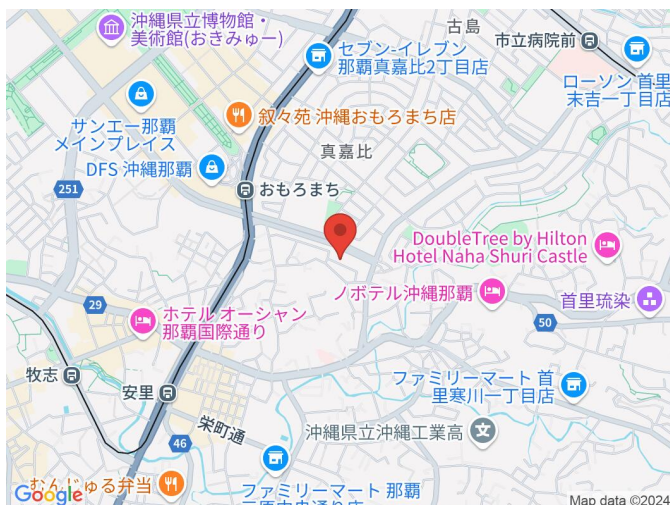 沖縄県立博物館・
美術館(おきみゅー)
古島
市立病院前
セブン-イレブン
那覇真嘉比2丁目店
ローソン 首里
末吉一丁目店
サンエー那覇
メインプレイス
叙々苑 沖縄おもろまち店
真嘉比
DFS 沖縄那覇
251
おもろまち
DoubleTree by Hilton
Hotel Naha Shuri Castle
ノボテル沖縄那覇
首里琉染
29
ホテル オーシャン
那覇国際通り
50
牧志
安里
ファミリーマート 首
里寒川一丁目店
栄町通
46
沖縄県立沖縄工業高
むんじゅる弁当
ファミリーマート 那覇
Google
Map data ©2024